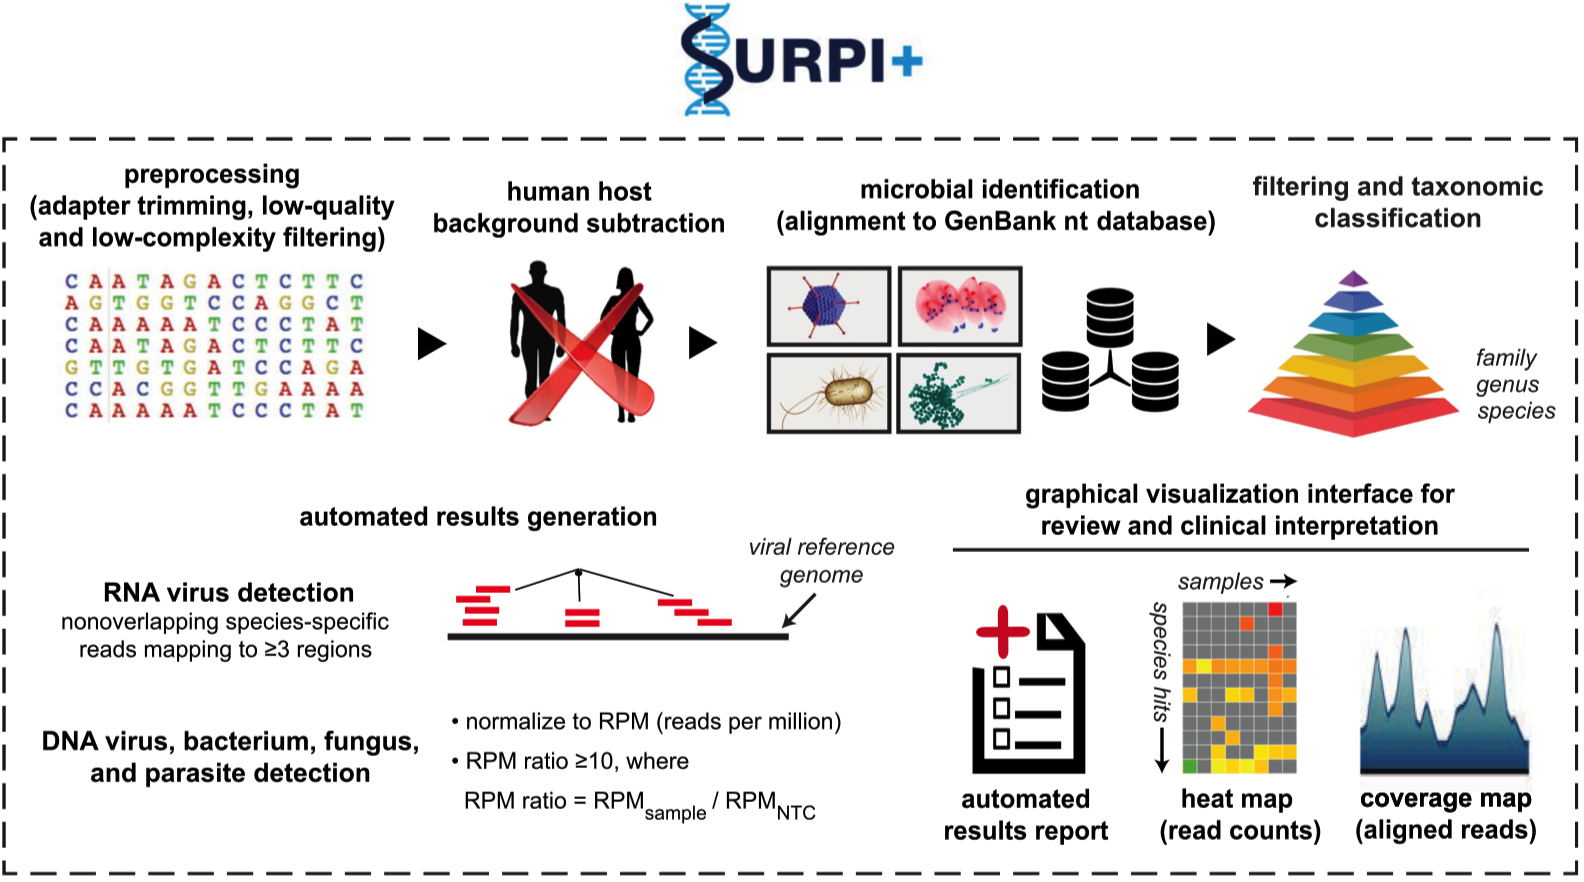 SURPI+
preprocessing
(adapter trimming, low-quality
and low-complexity filtering)
human host
background subtraction
microbial identification
(alignment to GenBank nt database)
filtering and taxonomic
classification
C A A T A G A C T C T T C
A G T G G T C C A G G C T
C A A A A A T C C C T A T
C A A T A G A C T C T T C
G T T G T G A T C C A G A
C C A C G G T T G A A A A
C A A A A A T C C C T A T
family
genus
species
automated results generation
RNA virus detection
nonoverlapping species-specific
reads mapping to ≥3 regions
viral reference
genome
DNA virus, bacterium, fungus,
and parasite detection
• normalize to RPM (reads per million)
• RPM ratio ≥10, where
RPM ratio = RPMsample / RPMNTC
graphical visualization interface for
review and clinical interpretation
samples
species hits
automated
results report
heat map
(read counts)
coverage map
(aligned reads)